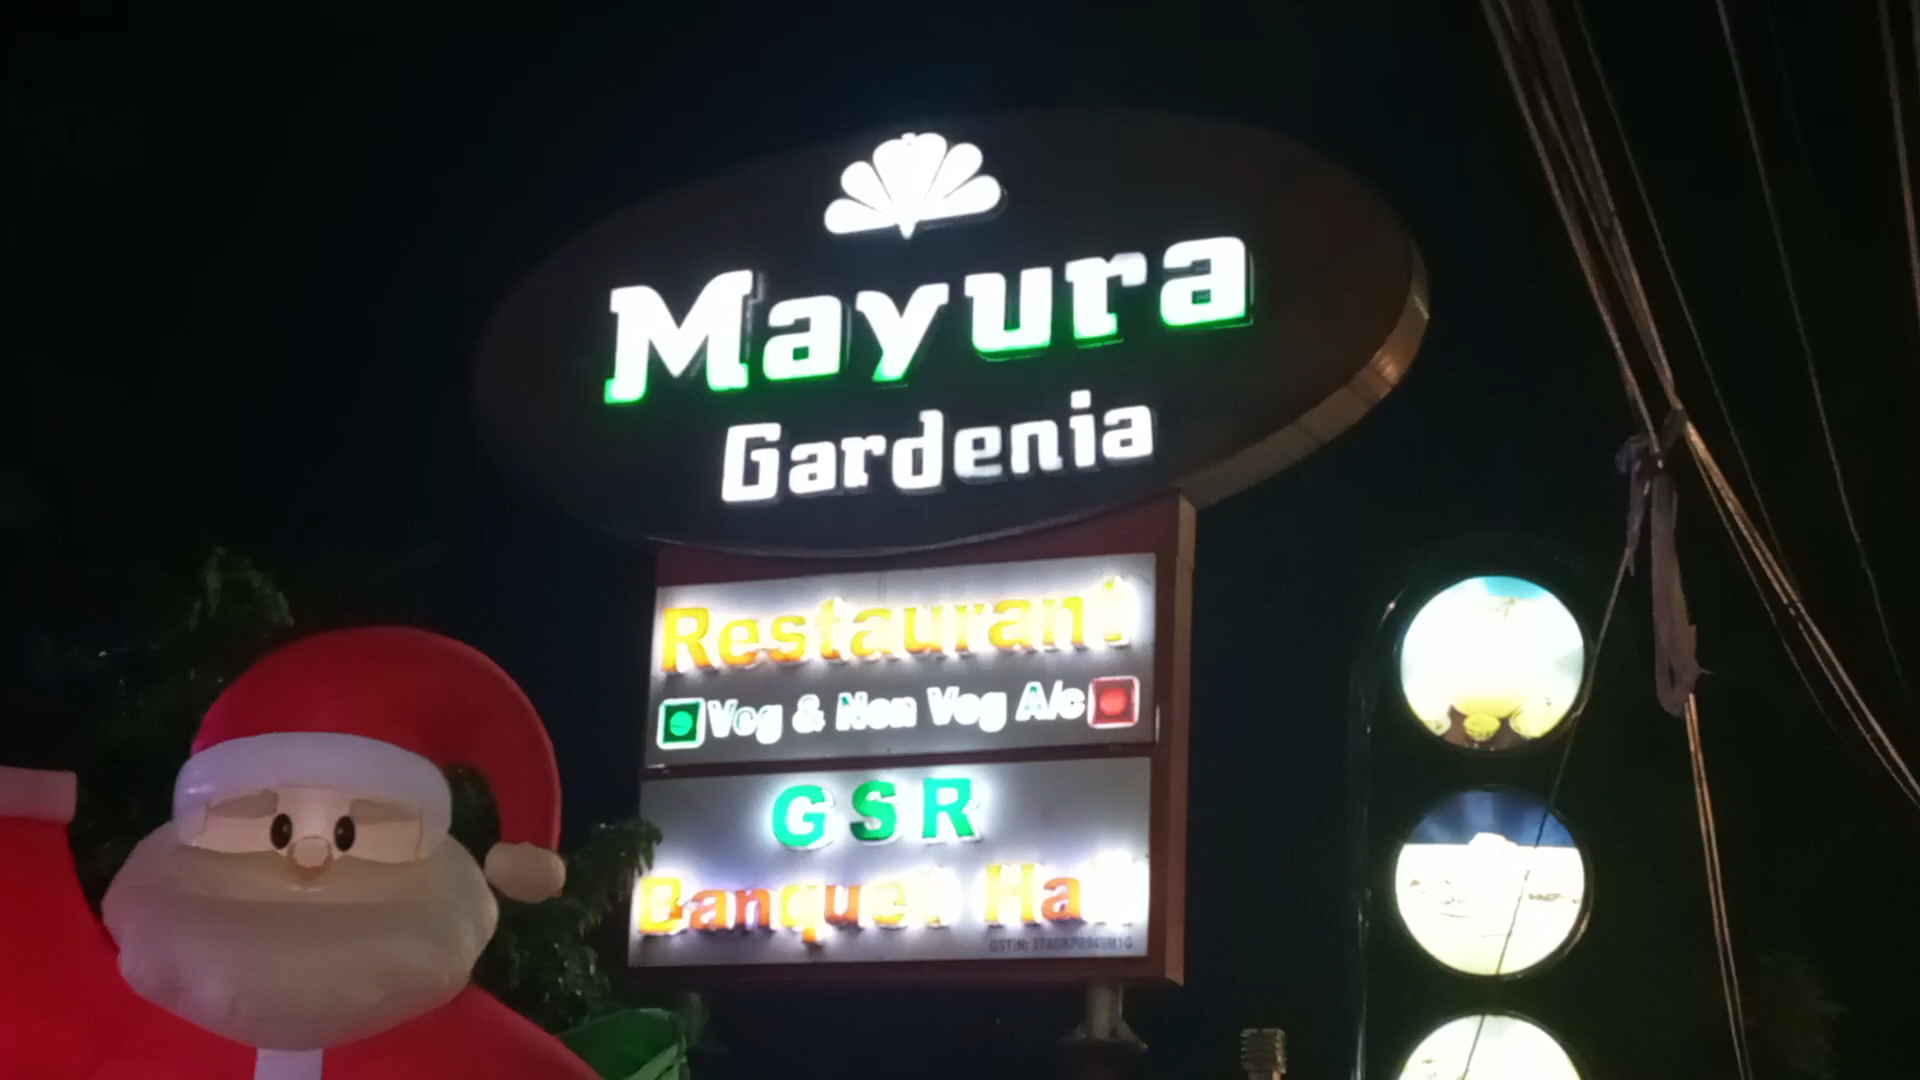 Mayura
Gardenia
Restaurant
Veg & Non Veg A/c
GSR
Banquet Hall